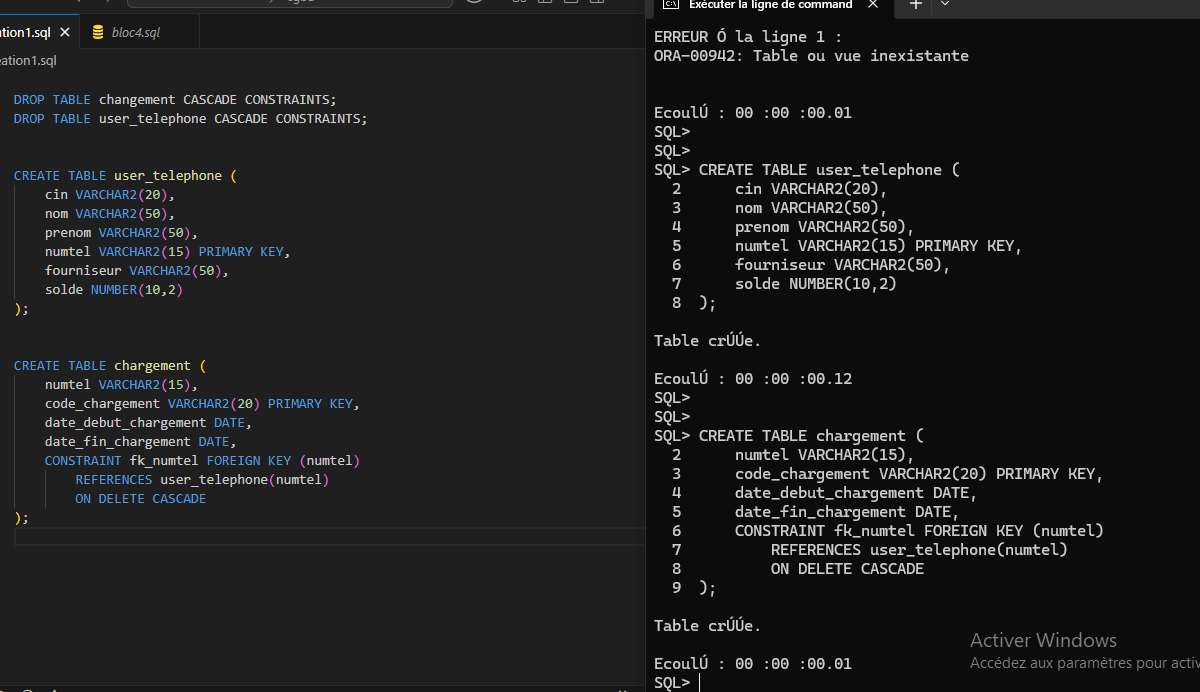 ation1.sql
bloc4.sql
eation1.sql
DROP TABLE changement CASCADE CONSTRAINTS;
DROP TABLE user_telephone CASCADE CONSTRAINTS;
CREATE TABLE user_telephone (
cin VARCHAR2(20),
nom VARCHAR2(50),
prenom VARCHAR2(50),
numtel VARCHAR2(15) PRIMARY KEY,
fourniseur VARCHAR2(50),
solde NUMBER(10,2)
);
CREATE TABLE chargement (
numtel VARCHAR2(15),
code_chargement VARCHAR2(20) PRIMARY KEY,
date_debut_chargement DATE,
date_fin_chargement DATE,
CONSTRAINT fk_numtel FOREIGN KEY (numtel)
REFERENCES user_telephone(numtel)
ON DELETE CASCADE
);
Exécuter la ligne de command
ERREUR Ó la ligne 1 :
ORA-00942: Table ou vue inexistante
EcoulÚ : 00 :00 :00.01
SQL>
SQL>
SQL> CREATE TABLE user_telephone (
2 cin VARCHAR2(20),
3 nom VARCHAR2(50),
4 prenom VARCHAR2(50),
5 numtel VARCHAR2(15) PRIMARY KEY,
6 fourniseur VARCHAR2(50),
7 solde NUMBER(10,2)
8 );
Table crÚÚe.
EcoulÚ : 00 :00 :00.12
SQL>
SQL>
SQL> CREATE TABLE chargement (
2 numtel VARCHAR2(15),
3 code_chargement VARCHAR2(20) PRIMARY KEY,
4 date_debut_chargement DATE,
5 date_fin_chargement DATE,
6 CONSTRAINT fk_numtel FOREIGN KEY (numtel)
7 REFERENCES user_telephone(numtel)
8 ON DELETE CASCADE
9 );
Table crÚÚe.
EcoulÚ : 00 :00 :00.01
SQL>
Activer Windows
Accédez aux paramètres pour activ